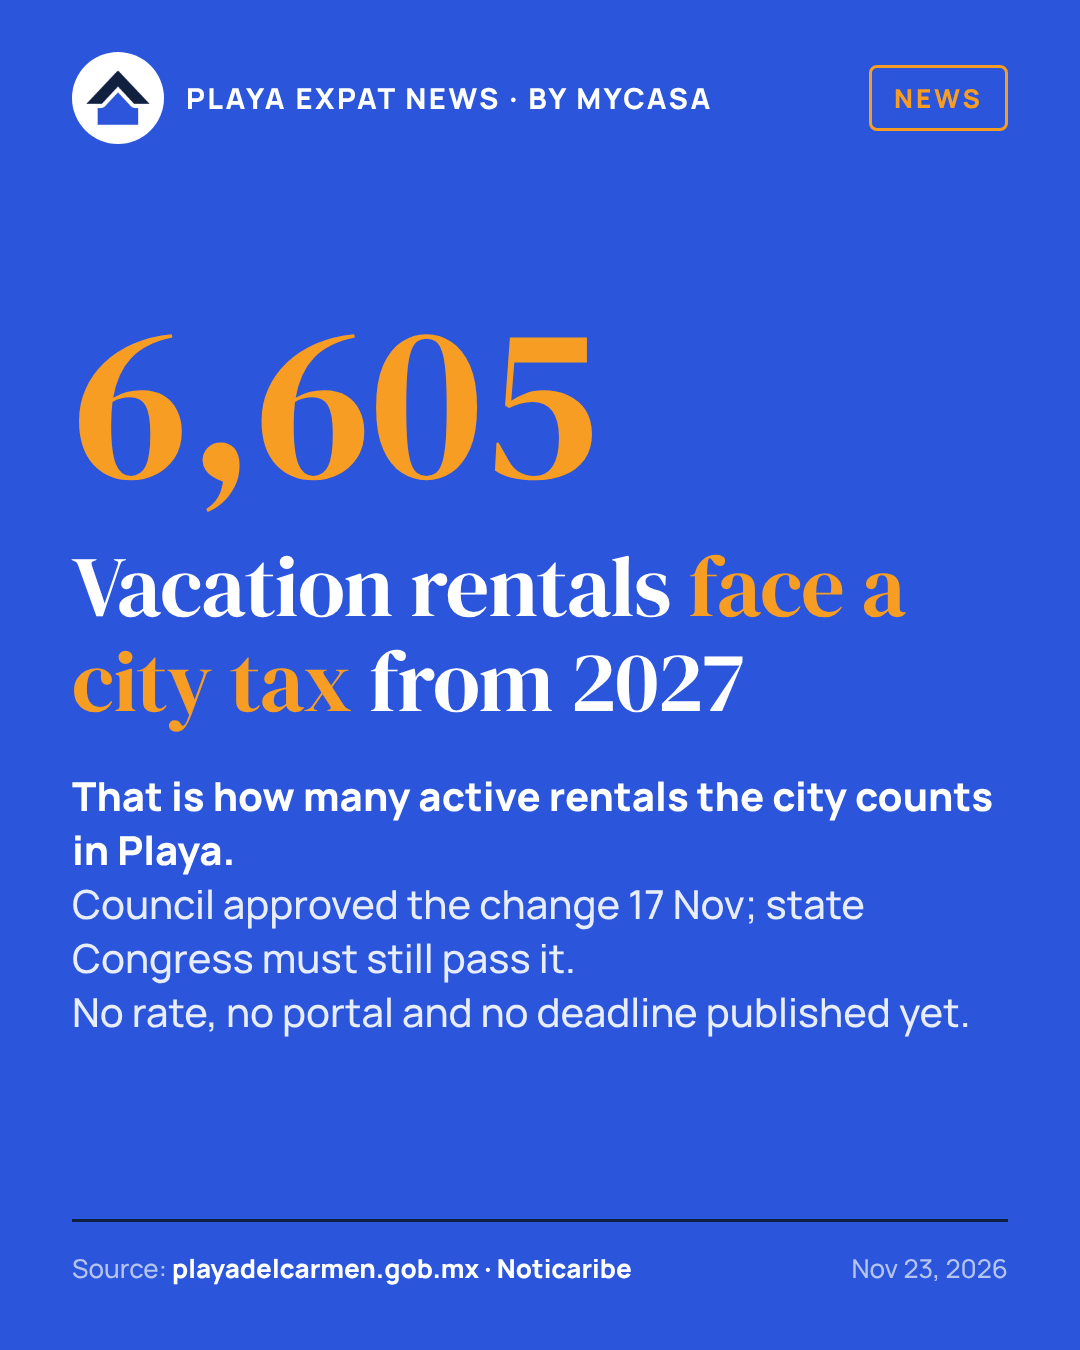 PLAYA EXPAT NEWS · BY MYCASA
NEWS
6,605
Vacation rentals face a
city tax from 2027
That is how many active rentals the city counts
in Playa.
Council approved the change 17 Nov; state
Congress must still pass it.
No rate, no portal and no deadline published yet.
Source: playadelcarmen.gob.mx · Noticaribe
Nov 23, 2026